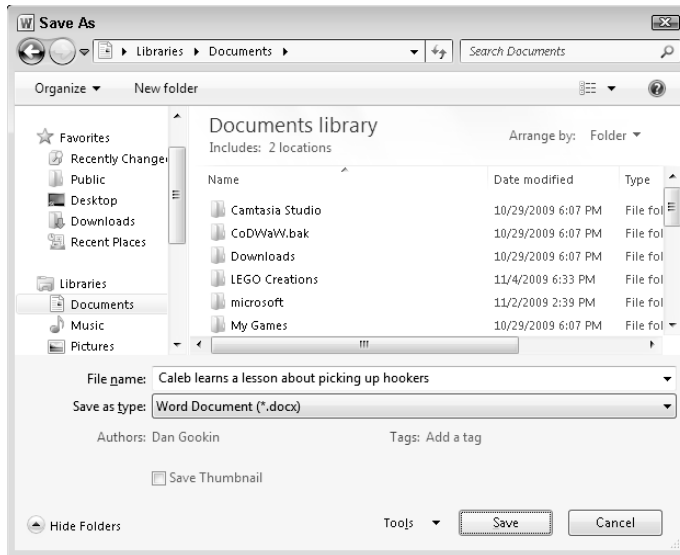 Save As
Libraries Documents
Search Documents
Organize New folder
Documents library
Includes: 2 locations
Arrange by: Folder
Favorites
Recently Change
Public
Desktop
Downloads
Recent Places
Libraries
Documents
Music
Pictures
Name Date modified Type
Camtasia Studio 10/29/2009 6:07 PM File fol
CoDWaW.bak 10/29/2009 6:07 PM File fol
Downloads 10/29/2009 6:07 PM File fol
LEGO Creations 11/4/2009 6:33 PM File fol
microsoft 11/2/2009 2:39 PM File fol
My Games 10/29/2009 6:07 PM File fol
File name: Caleb learns a lesson about picking up hookers
Save as type: Word Document (*.docx)
Authors: Dan Gookin Tags: Add a tag
Save Thumbnail
Hide Folders Tools Save Cancel